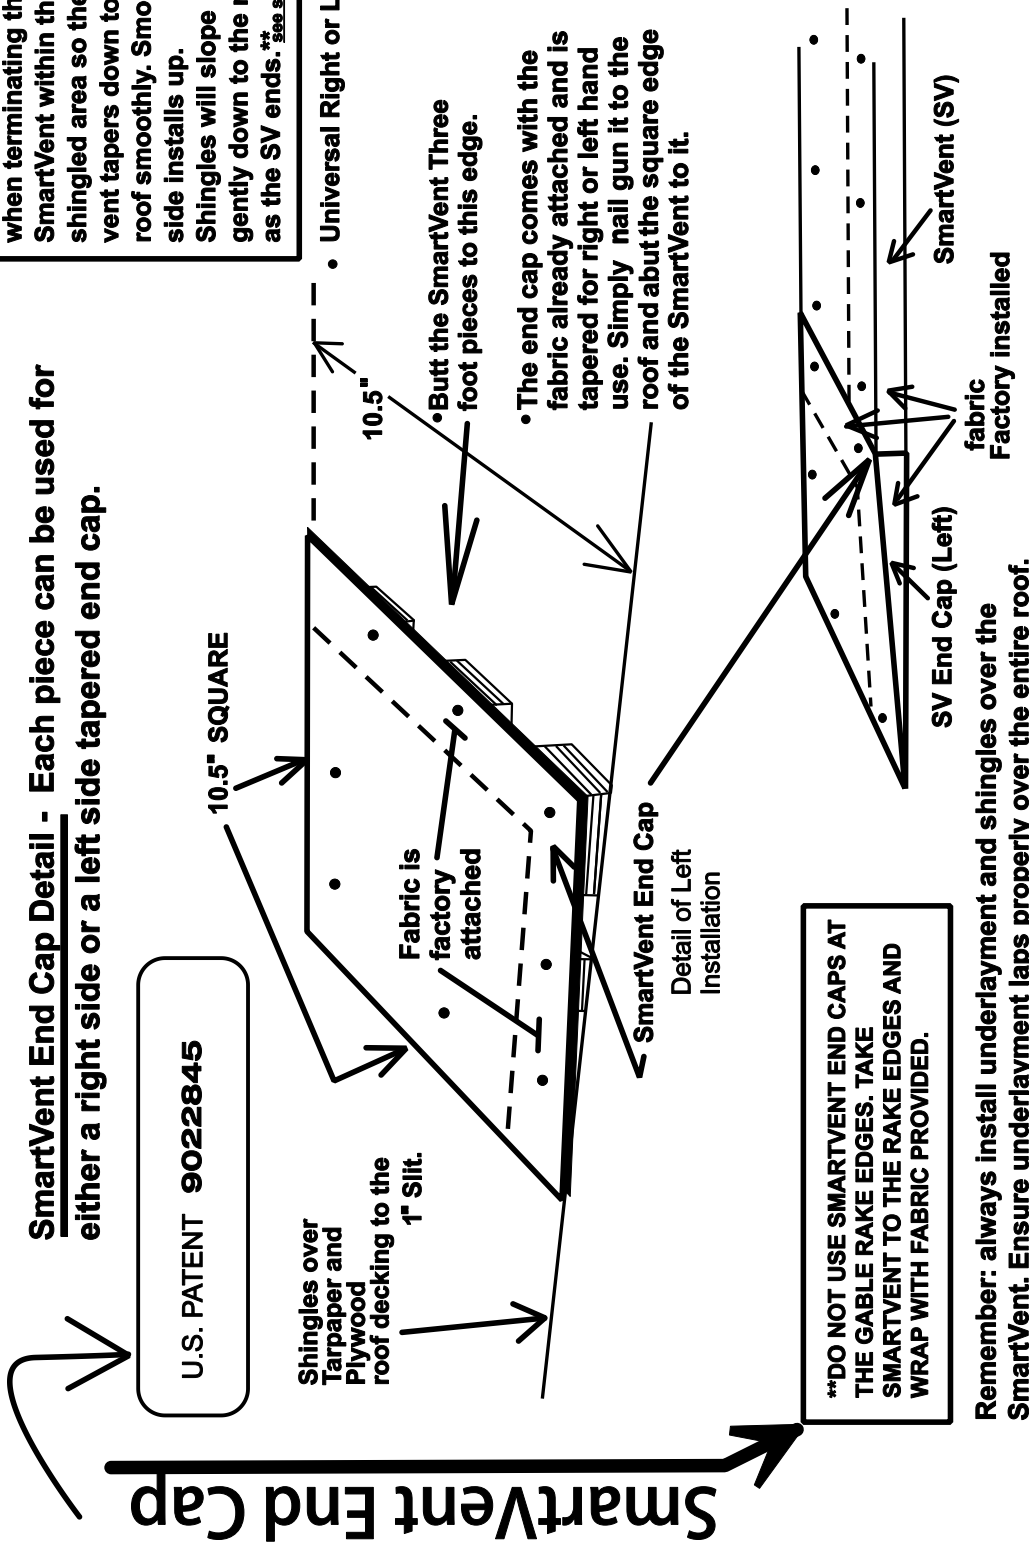 SmartVent End Cap
SmartVent End Cap Detail - Each piece can be used for
either a right side or a left side tapered end cap.
U.S. PATENT 9022845
when terminating th
SmartVent within th
shingled area so the
vent tapers down to
roof smoothly. Smo
side installs up.
Shingles will slope
gently down to the r
as the SV ends.** see s
• Universal Right or L
10.5" SQUARE
10.5"
• Butt the SmartVent Three
foot pieces to this edge.
• The end cap comes with the
fabric already attached and is
tapered for right or left hand
use. Simply nail gun it to the
roof and abut the square edge
of the SmartVent to it.
Fabric is
factory
attached
Shingles over
Tarpaper and
Plywood
roof decking to the
1" Slit.
SmartVent End Cap
Detail of Left
Installation
SmartVent (SV)
fabric
Factory installed
SV End Cap (Left)
**DO NOT USE SMARTVENT END CAPS AT
THE GABLE RAKE EDGES. TAKE
SMARTVENT TO THE RAKE EDGES AND
WRAP WITH FABRIC PROVIDED.
Remember: always install underlayment and shingles over the
SmartVent. Ensure underlayment laps properly over the entire roof.